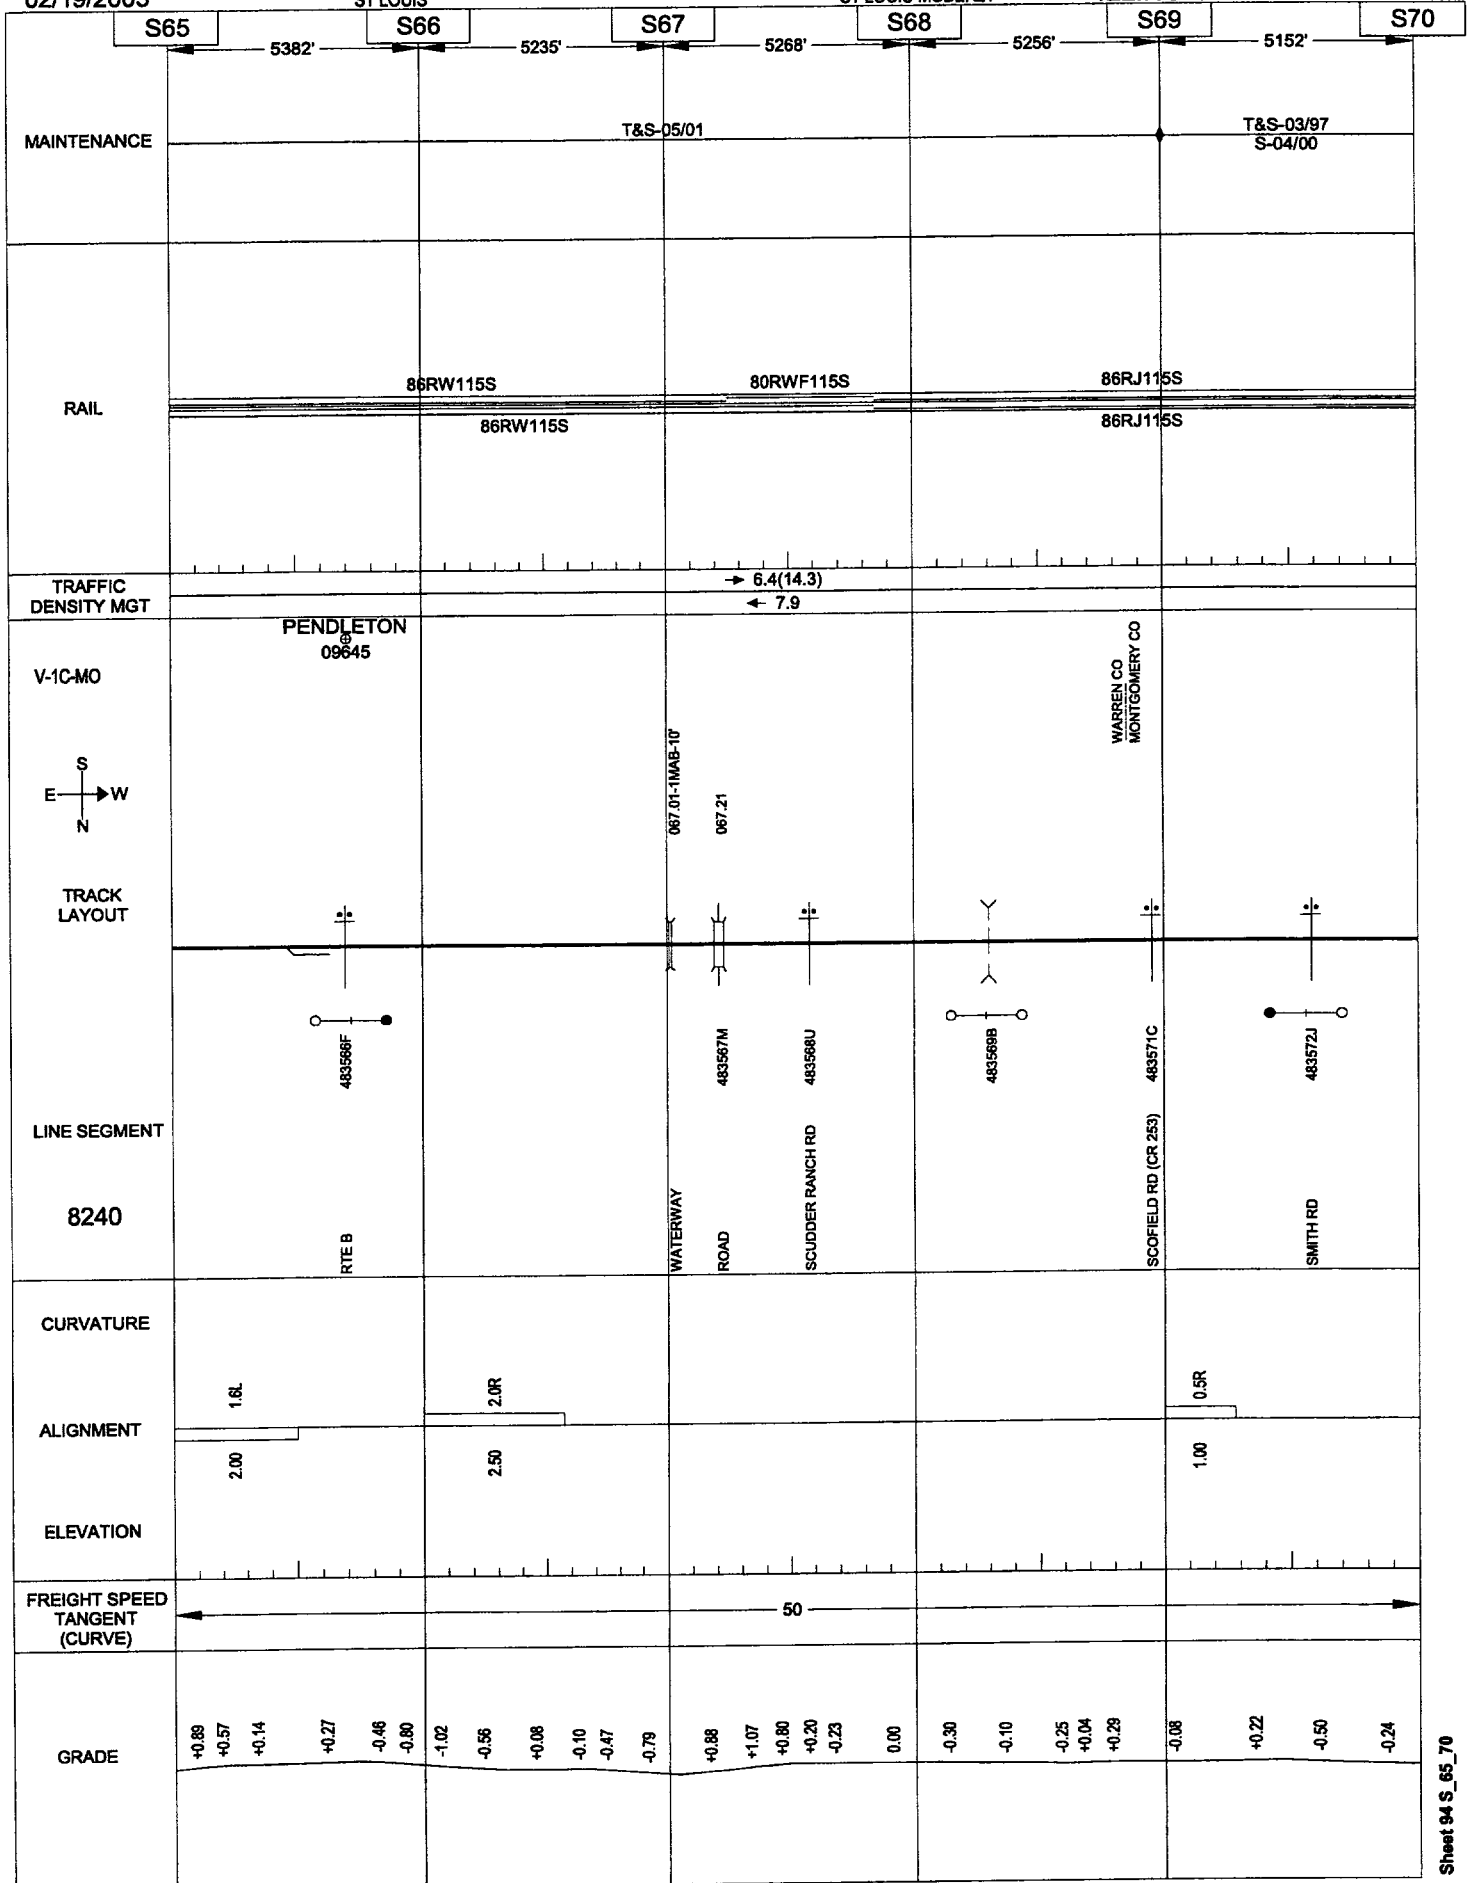 02/19/2003
ST LOUIS
S65 S66 S67 S68 S69 S70
5382' 5235' 5268' 5256' 5152'
MAINTENANCE
T&S-05/01
T&S-03/97
S-04/00
RAIL
86RW115S 80RWF115S 86RJ115S
86RW115S 86RJ115S
TRAFFIC
DENSITY MGT
6.4(14.3)
7.9
PENDLETON
09645
V-1C-MO
WARREN CO
MONTGOMERY CO
S
E W
N
067.01-1MAB-10'
067.21
TRACK
LAYOUT
483566F
483567M
483568U
483569B
483571C
483572J
LINE SEGMENT
8240
RTE B
WATERWAY
ROAD
SCUDDER RANCH RD
SCOFIELD RD (CR 253)
SMITH RD
CURVATURE
1.6L
2.0R
0.5R
ALIGNMENT
2.00
2.50
1.00
ELEVATION
FREIGHT SPEED
TANGENT
(CURVE)
50
GRADE
+0.89
+0.57
+0.14
+0.27
-0.46
-0.80
-1.02
-0.56
+0.08
-0.10
-0.47
-0.79
+0.88
+1.07
+0.80
+0.20
-0.23
0.00
-0.30
-0.10
-0.25
+0.04
+0.29
-0.08
+0.22
-0.50
-0.24
Sheet 94 S_65_70